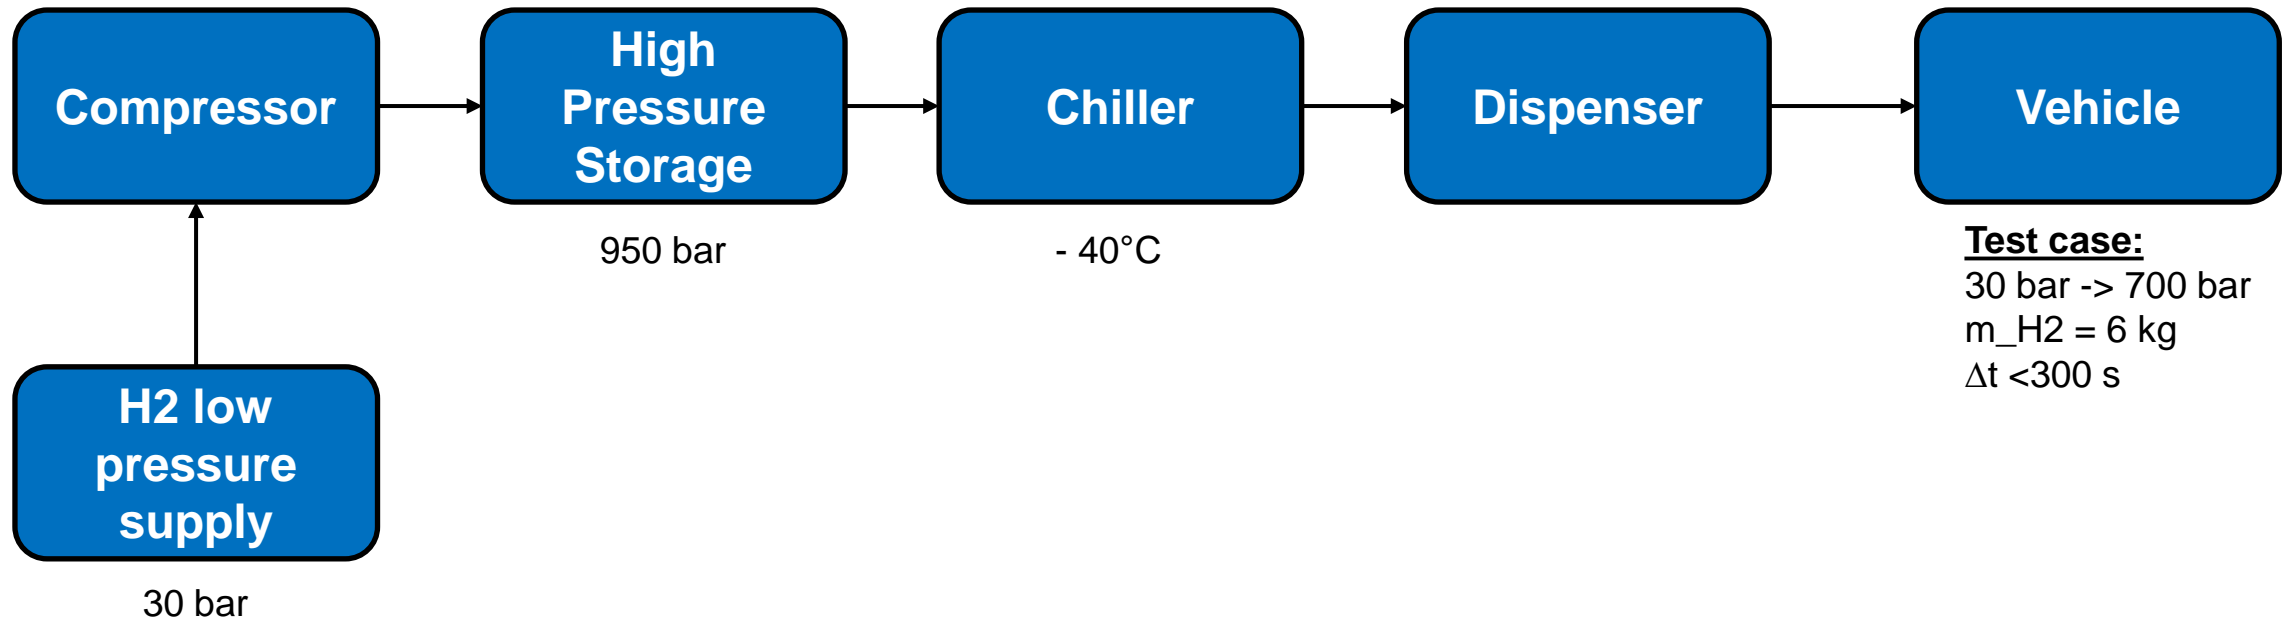 Compressor
High
Pressure
Storage
Chiller
Dispenser
Vehicle
950 bar
- 40°C
Test case:
30 bar -> 700 bar
m_H2 = 6 kg
Δt <300 s
H2 low
pressure
supply
30 bar